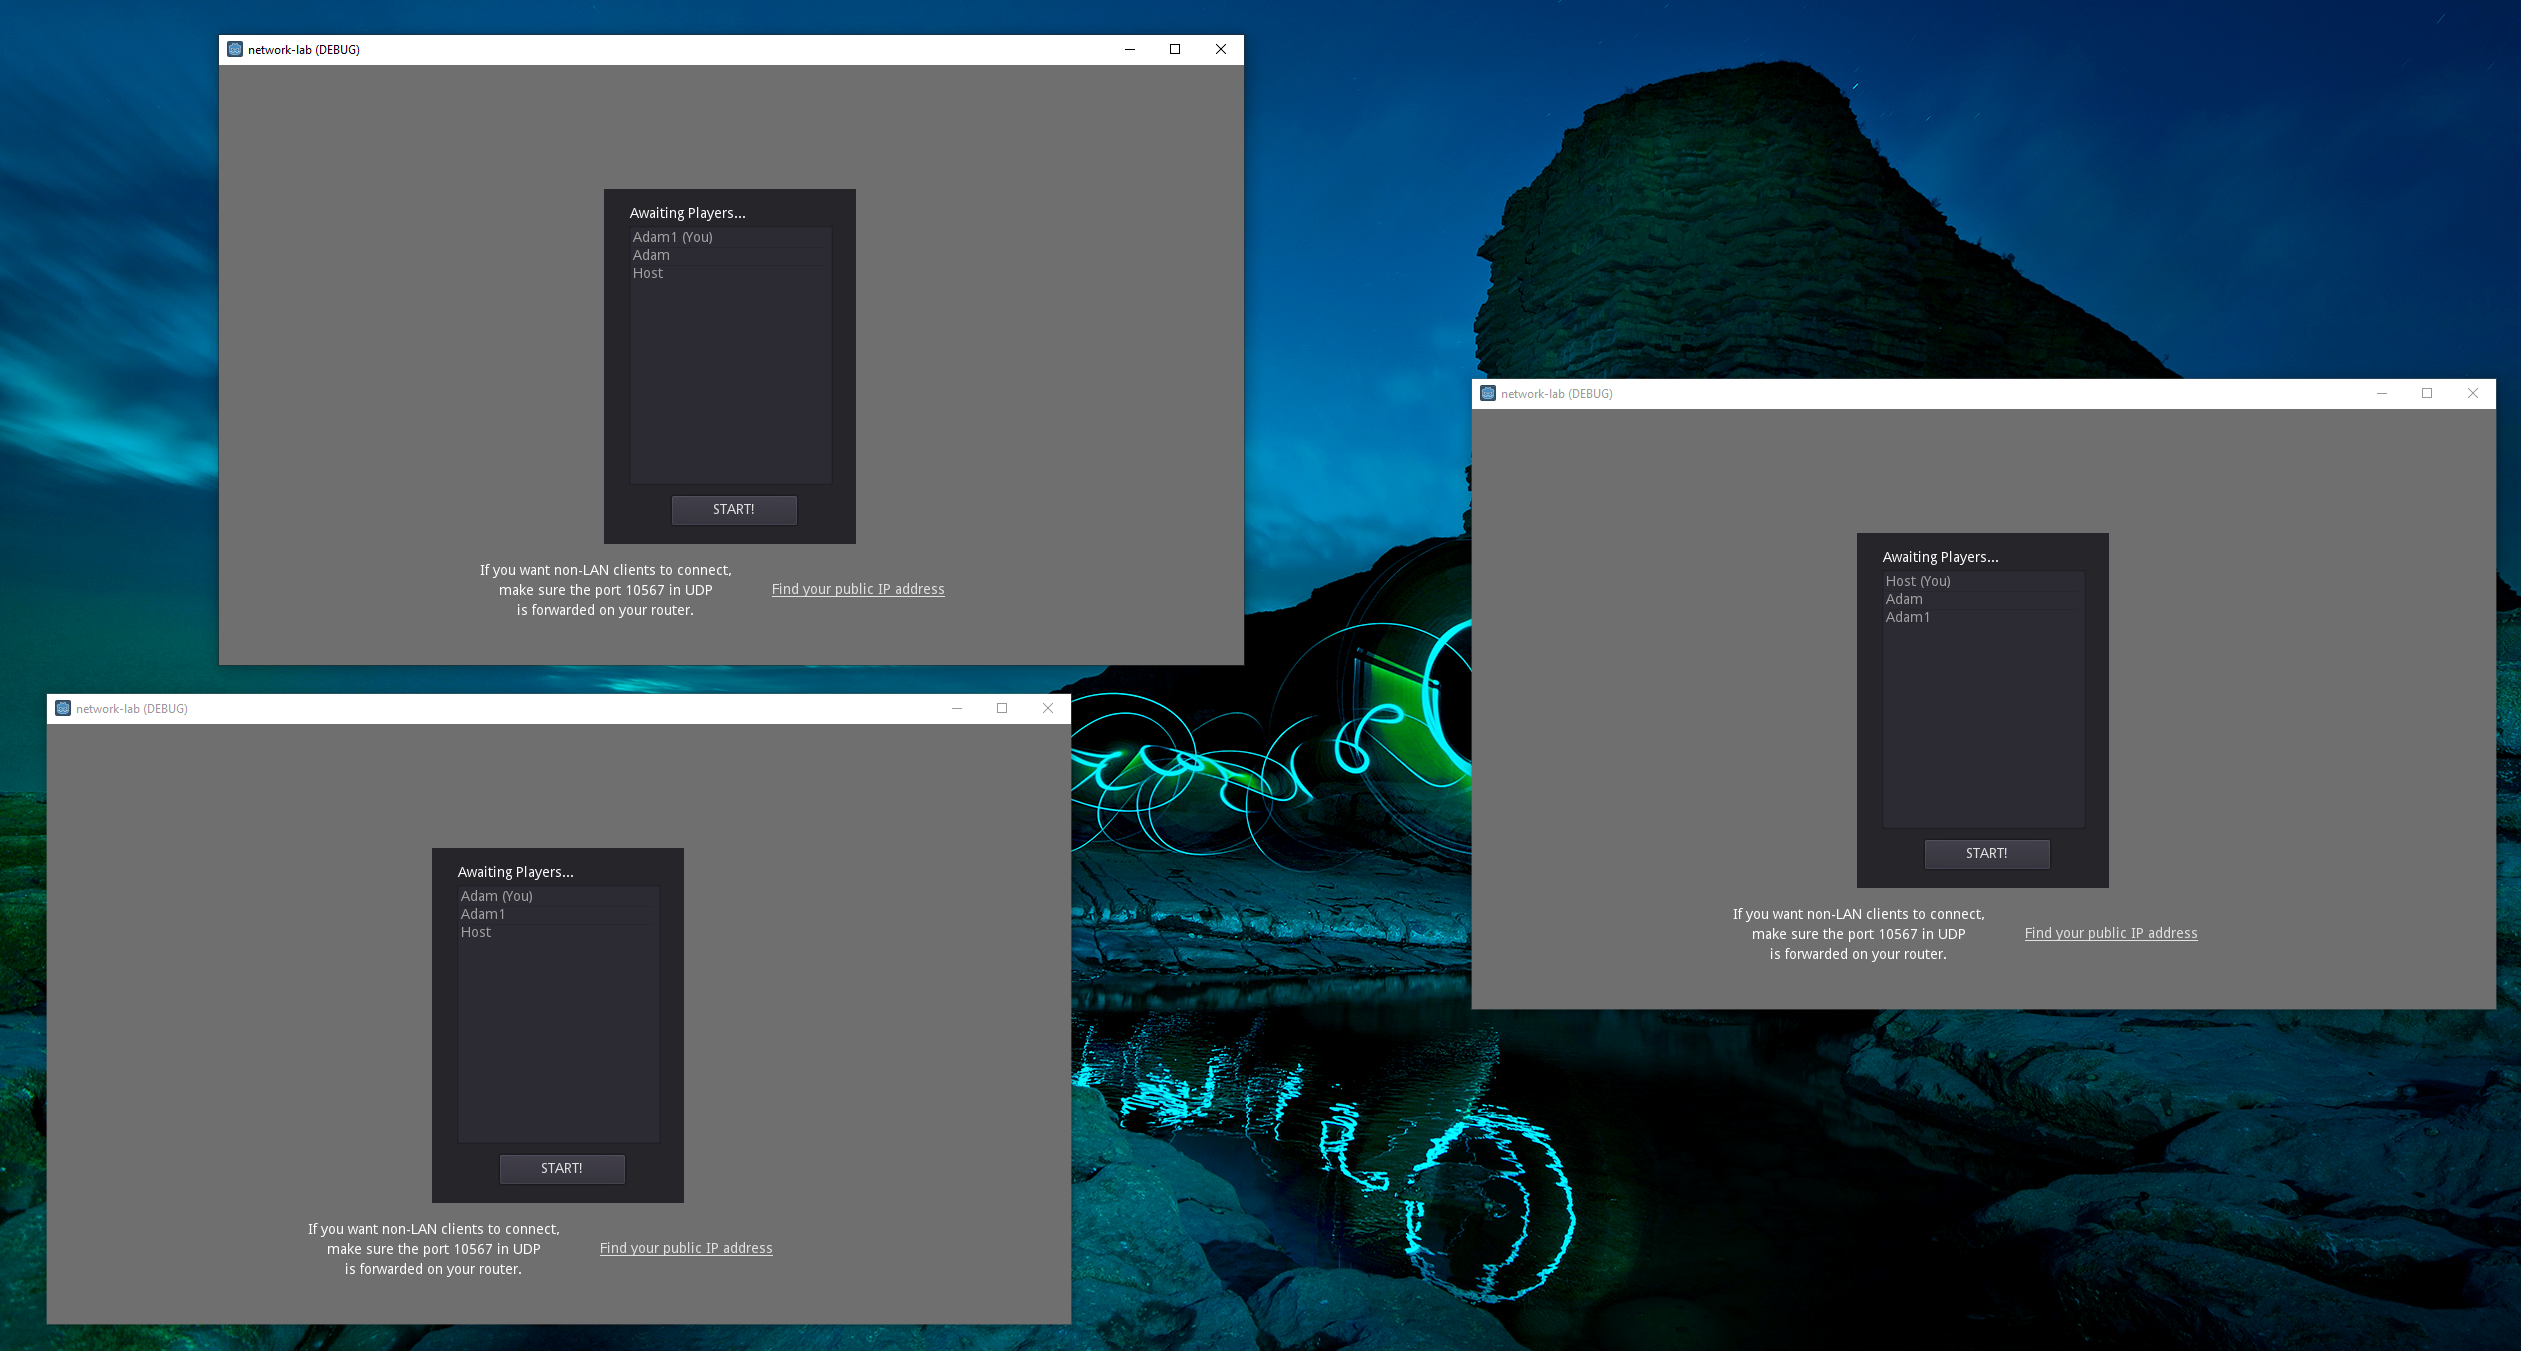 network-lab (DEBUG)
Awaiting Players...
Adam1 (You)
Adam
Host
START!
If you want non-LAN clients to connect,
make sure the port 10567 in UDP
is forwarded on your router.
Find your public IP address
network-lab (DEBUG)
Awaiting Players...
Host (You)
Adam
Adam1
START!
If you want non-LAN clients to connect,
make sure the port 10567 in UDP
is forwarded on your router.
Find your public IP address
network-lab (DEBUG)
Awaiting Players...
Adam (You)
Adam1
Host
START!
If you want non-LAN clients to connect,
make sure the port 10567 in UDP
is forwarded on your router.
Find your public IP address